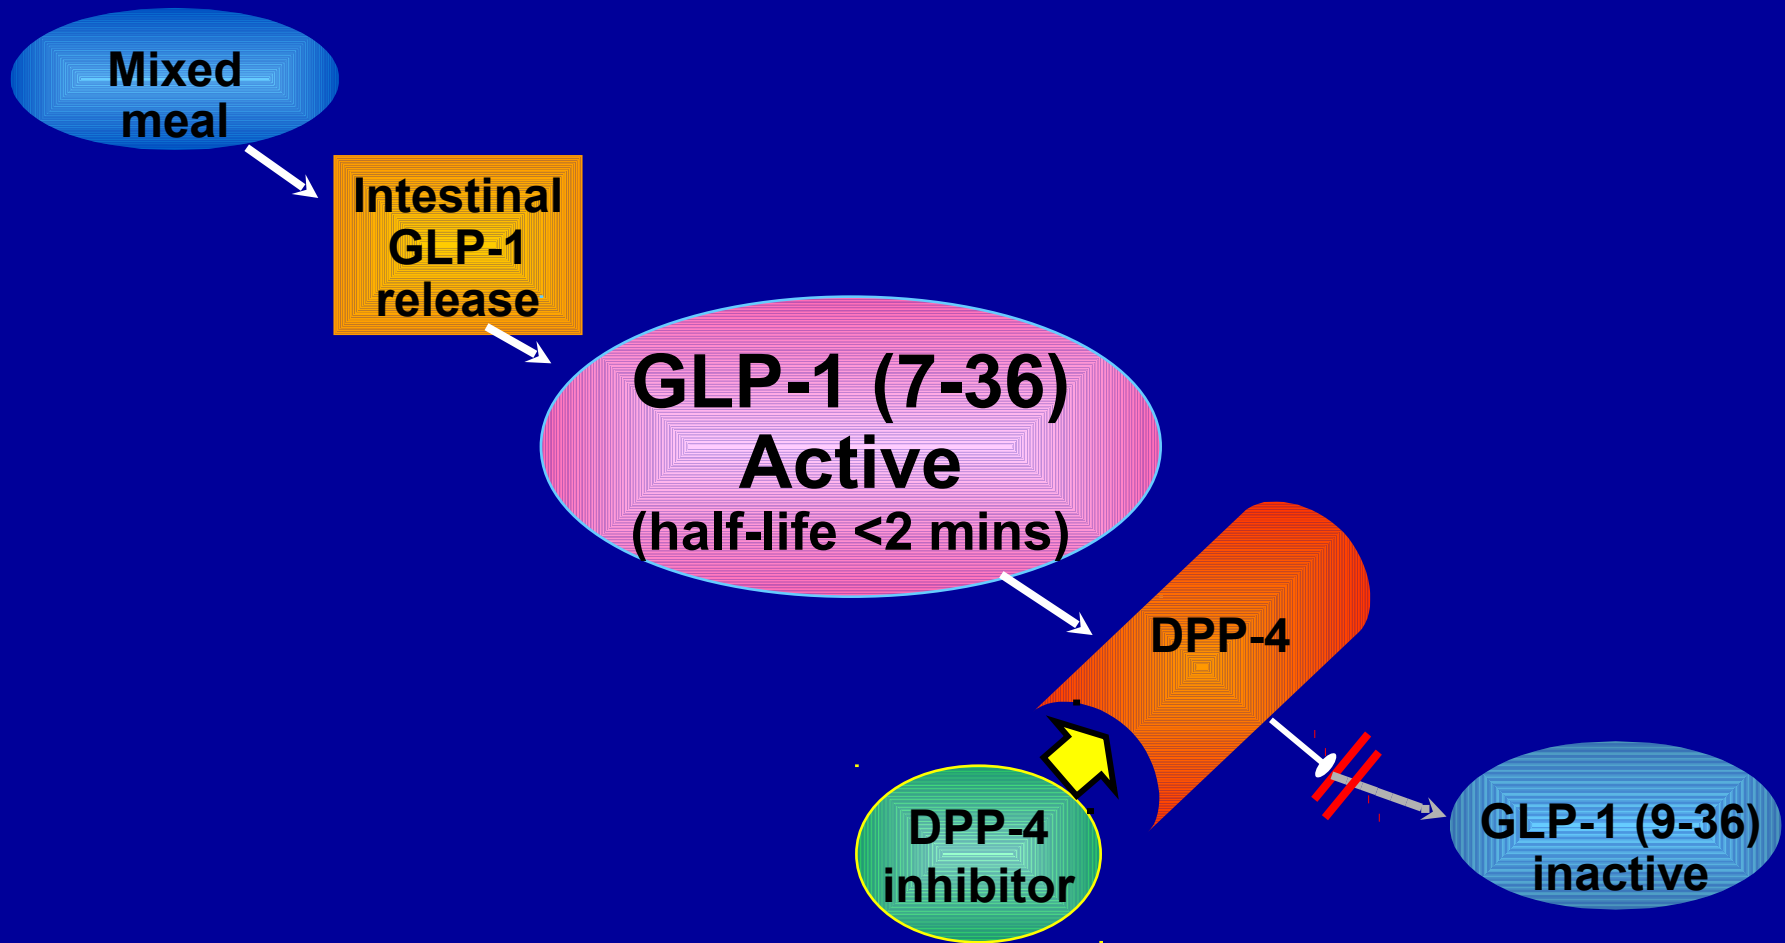 Mixed
meal
Intestinal
GLP-1
release
GLP-1 (7-36)
Active
(half-life <2 mins)
DPP-4
DPP-4
inhibitor
GLP-1 (9-36)
inactive